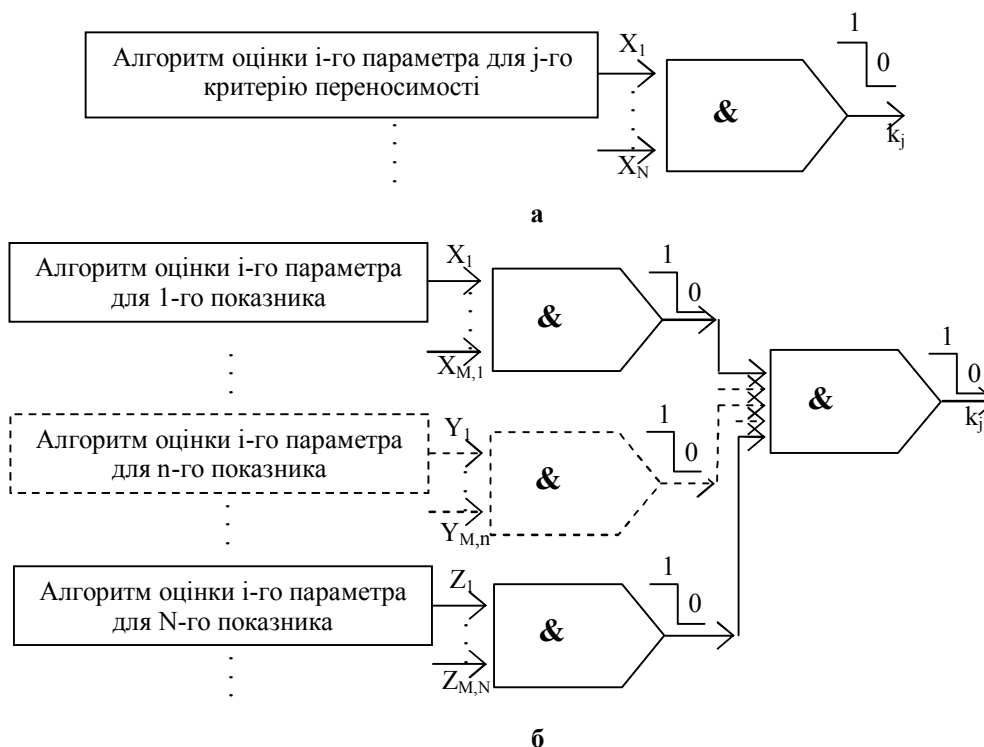 Алгоритм оцінки і-го параметра для j-го
критерію переносимості
X1
XN
&
1
0
kj
а
Алгоритм оцінки і-го параметра
для 1-го показника
X1
XM,1
&
1
0
Алгоритм оцінки і-го параметра
для n-го показника
Y1
YM,n
&
1
0
Алгоритм оцінки і-го параметра
для N-го показника
Z1
ZM,N
&
1
0
&
1
0
kj
б